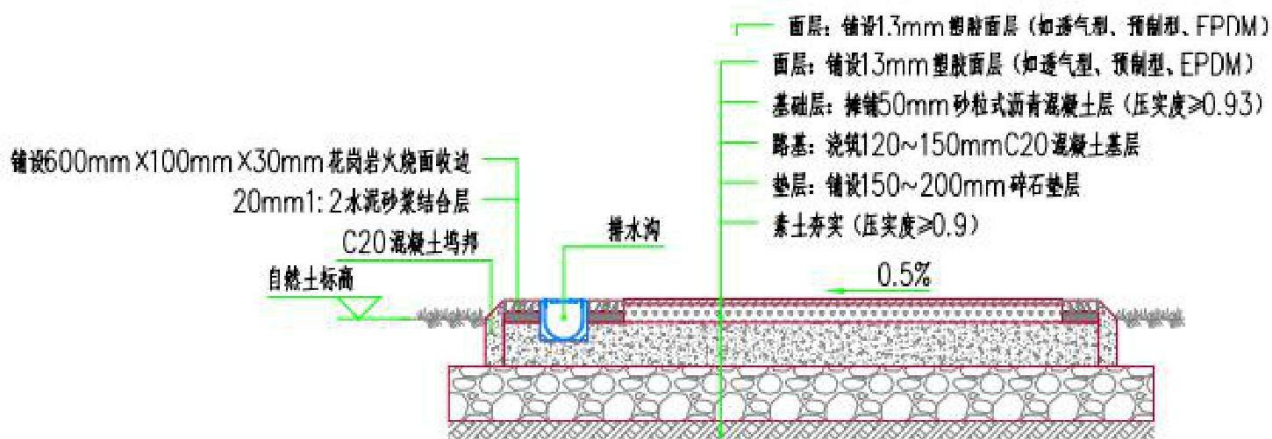 面层：铺设13mm塑胶面层（如透气型、预制型、EPDM）
面层：铺设13mm塑胶面层（如透气型、预制型、EPDM）
基础层：摊铺50mm砂粒式沥青混凝土层（压实度≥0.93）
路基：浇筑120~150mmC20混凝土基层
垫层：铺设150~200mm碎石垫层
素土夯实（压实度≥0.9）
铺设600mm×100mm×30mm花岗岩火烧面收边
20mm1:2水泥砂浆结合层
C20混凝土坞邦
自然土标高
排水沟
0.5%